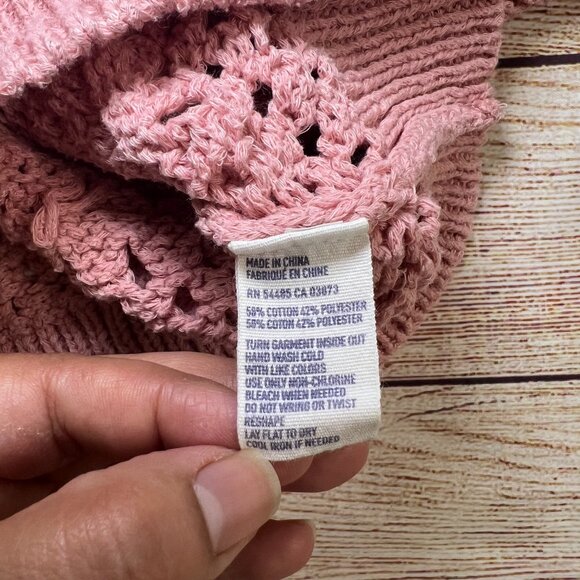 MADE IN CHINA
FABRIQUÉ EN CHINE
RN 54485 CA 03673
58% COTTON 42% POLYESTER
58% COTON 42% POLYESTER
TURN GARMENT INSIDE OUT
HAND WASH COLD
WITH LIKE COLORS
USE ONLY NON-CHLORINE
BLEACH WHEN NEEDED
DO NOT WRING OR TWIST
RESHAPE
LAY FLAT TO DRY
COOL IRON IF NEEDED